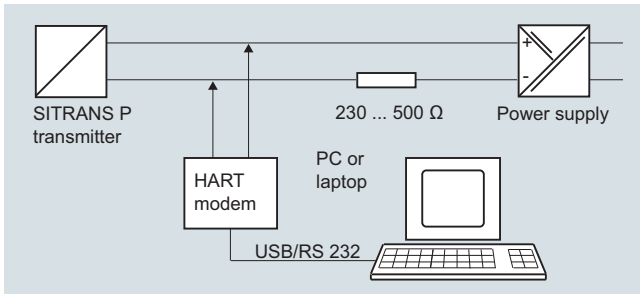 +
-
SITRANS P
transmitter
230 ... 500 Ω
Power supply
PC or
laptop
HART
modem
USB/RS 232